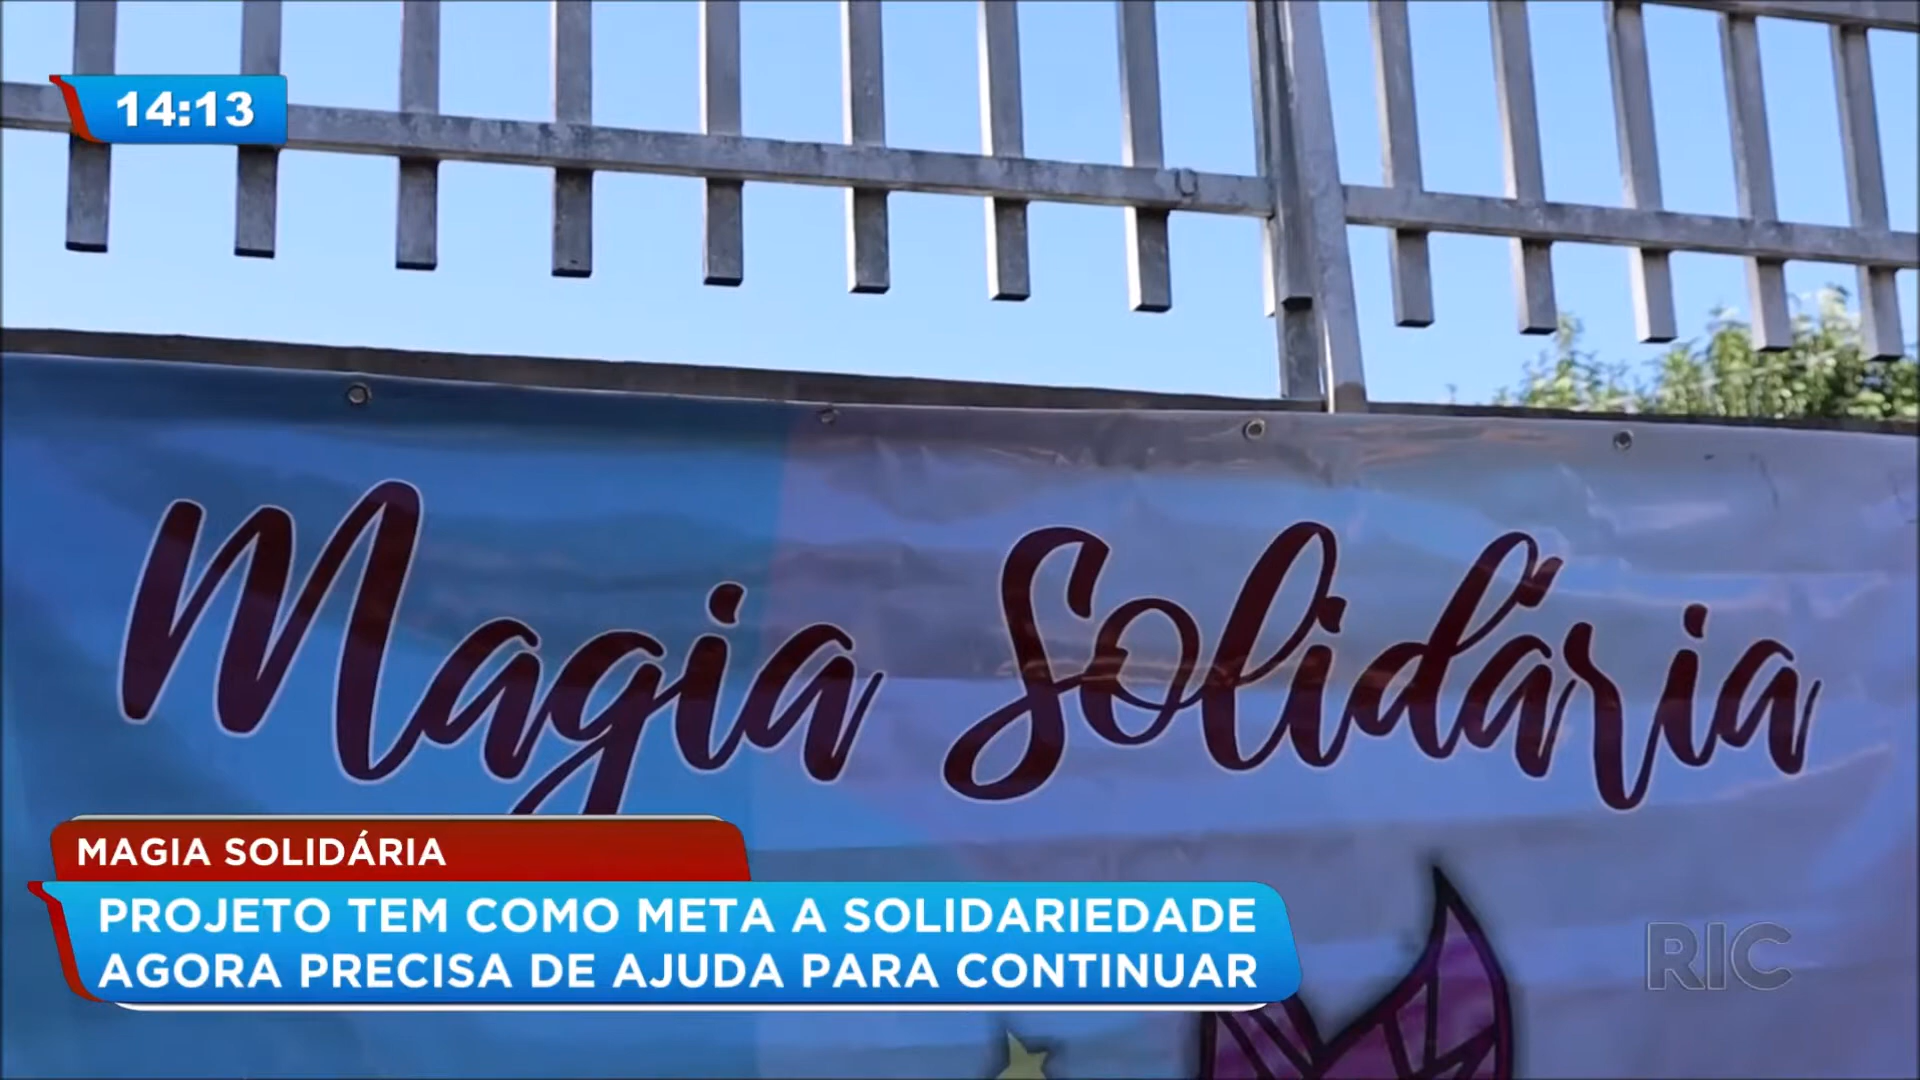 14:13
Magia Solidária
MAGIA SOLIDÁRIA
PROJETO TEM COMO META A SOLIDARIEDADE
AGORA PRECISA DE AJUDA PARA CONTINUAR
RIC